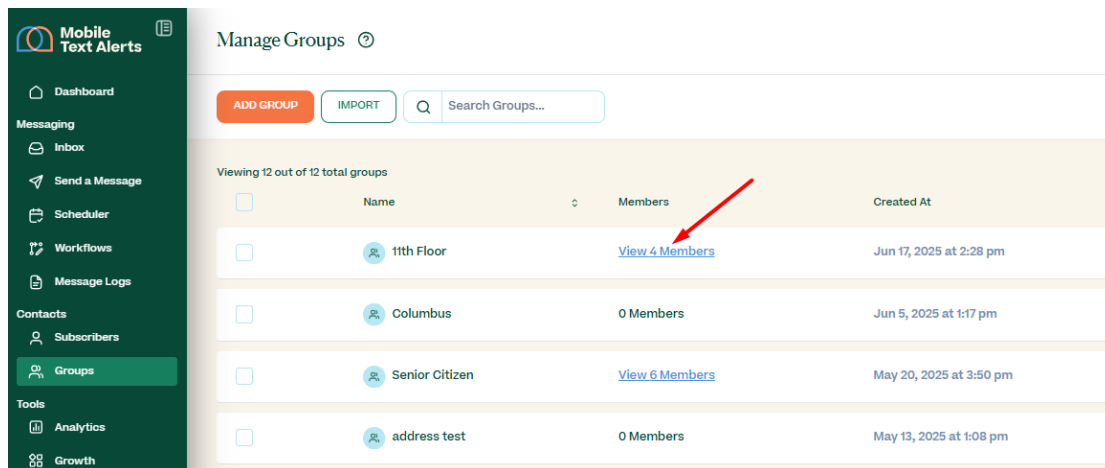 Mobile
Text Alerts
Dashboard
Messaging
Inbox
Send a Message
Scheduler
Workflows
Message Logs
Contacts
Subscribers
Groups
Tools
Analytics
Growth
Manage Groups ?
ADD GROUP IMPORT Search Groups...
Viewing 12 out of 12 total groups
Name Members Created At
11th Floor View 4 Members Jun 17, 2025 at 2:28 pm
Columbus 0 Members Jun 5, 2025 at 1:17 pm
Senior Citizen View 6 Members May 20, 2025 at 3:50 pm
address test 0 Members May 13, 2025 at 1:08 pm